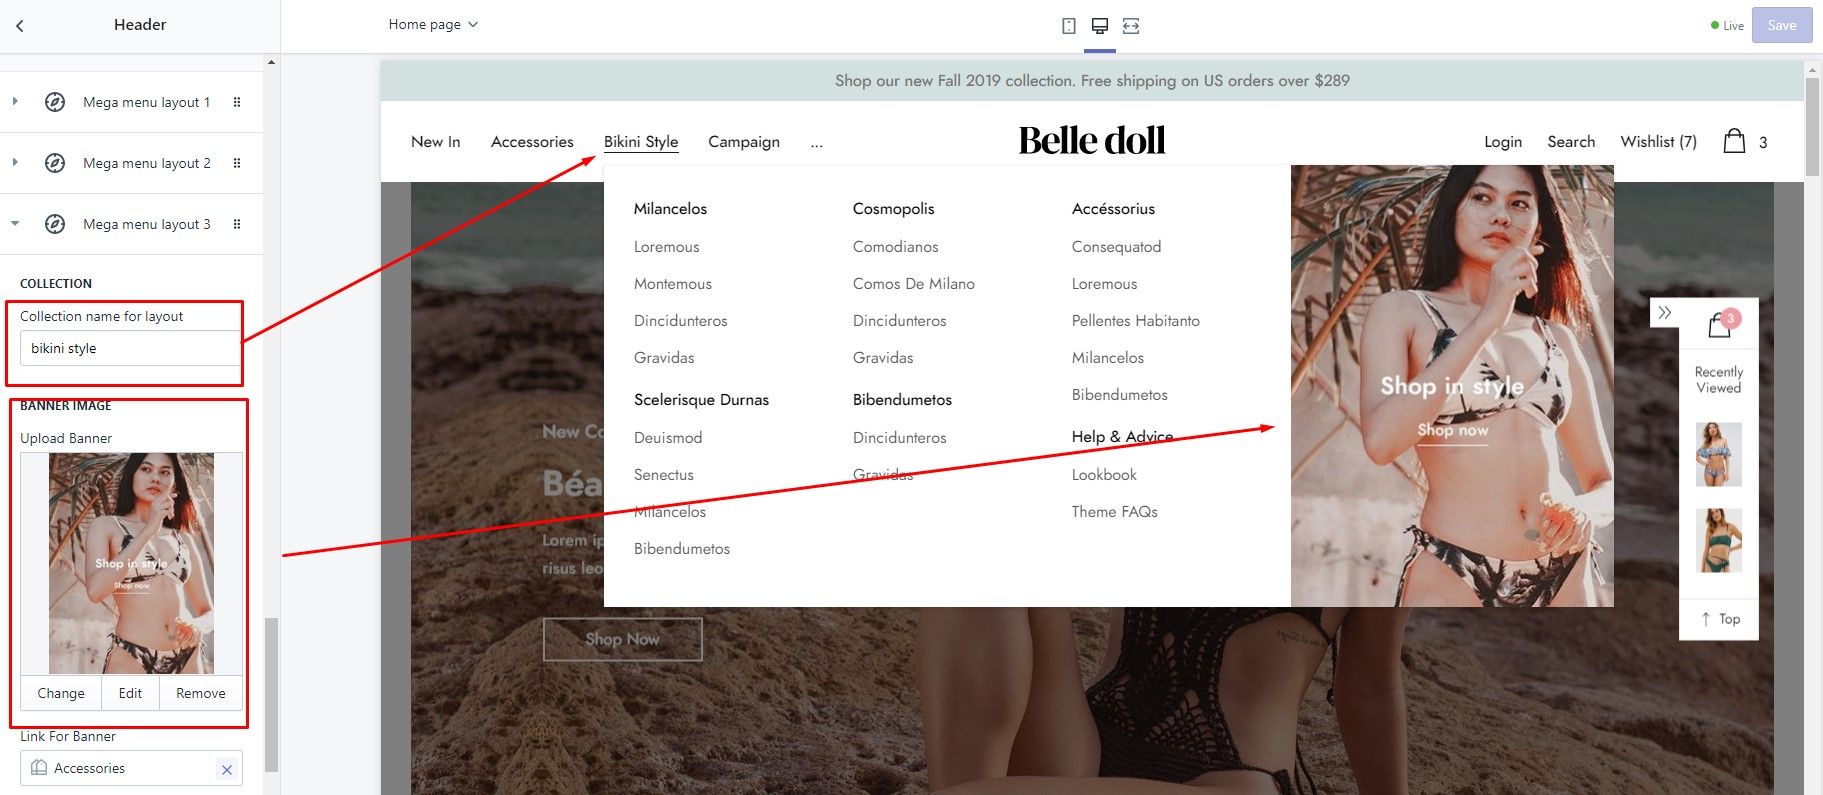 Header
Home page
Live
Save
Mega menu layout 1
Mega menu layout 2
Mega menu layout 3
COLLECTION
Collection name for layout
bikini style
BANNER IMAGE
Upload Banner
Shop in style
Shop now
Change Edit Remove
Link For Banner
Accessories
Shop our new Fall 2019 collection. Free shipping on US orders over $289
New In Accessories Bikini Style Campaign ... Belle doll Login Search Wishlist (7) 3
Milancelos
Loremous
Montemous
Dincidunteros
Gravidas
Scelerisque Durnas
Deuismod
Senectus
Milancelos
Bibendumetos
Cosmopolis
Comodianos
Comos De Milano
Dincidunteros
Gravidas
Bibendumetos
Dincidunteros
Gravidas
Accéssorius
Consequatod
Loremous
Pellentes Habitanto
Milancelos
Bibendumetos
Help & Advice
Lookbook
Theme FAQs
Shop in style
Shop now
New Co
Béa
Lorem ip
risus leo
Shop Now
3
Recently
Viewed
Top